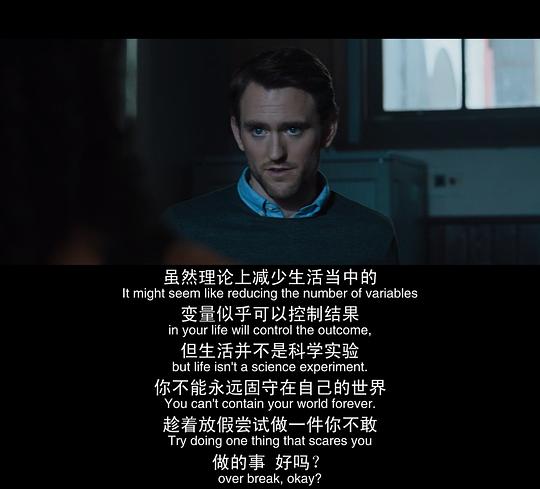 虽然理论上减少生活当中的
It might seem like reducing the number of variables
变量似乎可以控制结果
in your life will control the outcome,
但生活并不是科学实验
but life isn't a science experiment.
你不能永远固守在自己的世界
You can't contain your world forever.
趁着放假尝试做一件你不敢
Try doing one thing that scares you
做的事 好吗？
over break, okay?